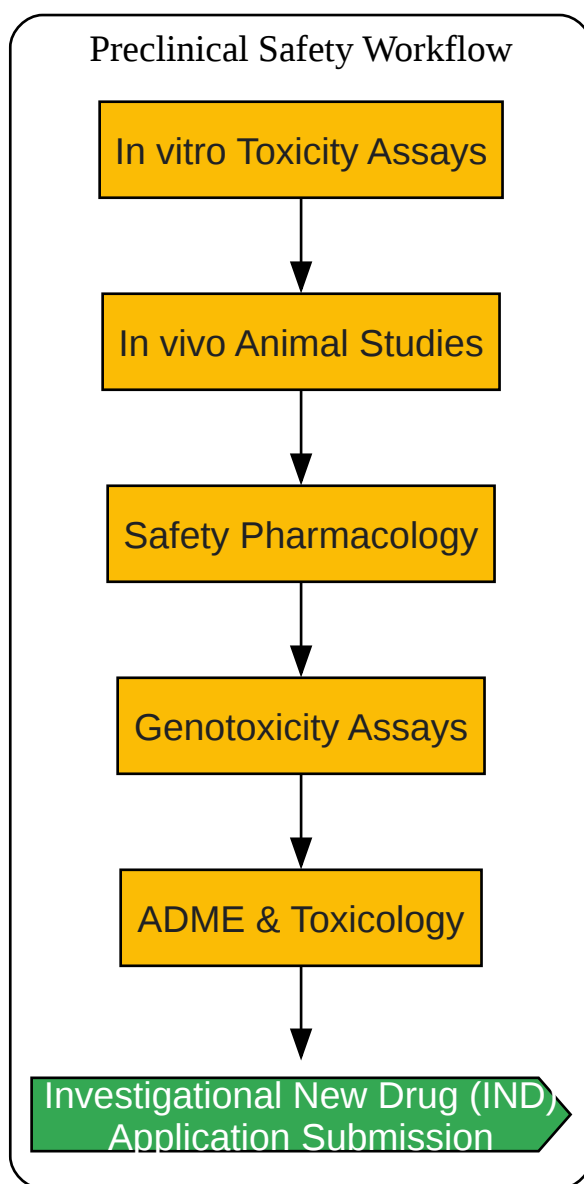 Preclinical Safety Workflow
In vitro Toxicity Assays
In vivo Animal Studies
Safety Pharmacology
Genotoxicity Assays
ADME & Toxicology
Investigational New Drug (IND)
Application Submission